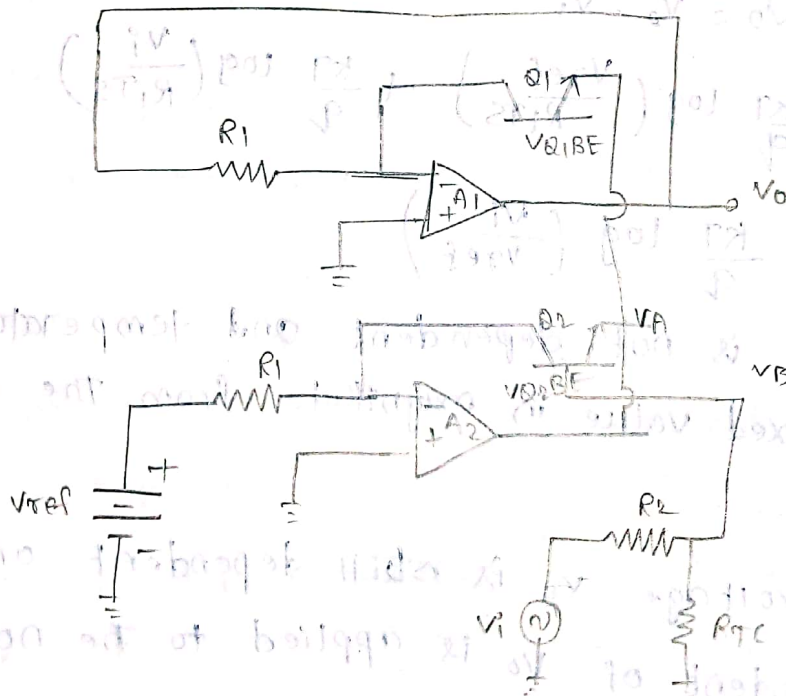 Q1
VQ1BE
R1
A1
-
+
Vo
Q2
VA
VQ2BE
R1
A2
+
VB
Vref
+
-
R2
Vi
RTC